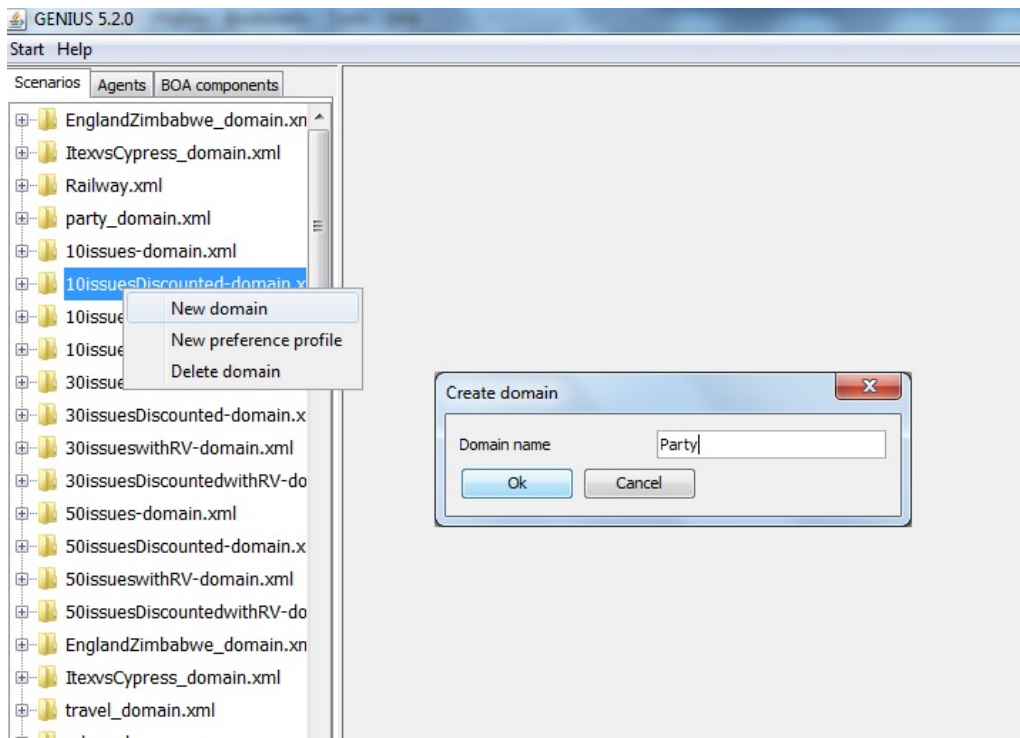 GENIUS 5.2.0
Start Help
Scenarios Agents BOA components
EnglandZimbabwe_domain.xn
ItexvsCypress_domain.xml
Railway.xml
party_domain.xml
10issues-domain.xml
10issuesDiscounted-domain.x
10issue
10issue
30issue
30issuesDiscounted-domain.x
30issueswithRV-domain.xml
30issuesDiscountedwithRV-do
50issues-domain.xml
50issuesDiscounted-domain.x
50issueswithRV-domain.xml
50issuesDiscountedwithRV-do
EnglandZimbabwe_domain.xn
ItexvsCypress_domain.xml
travel_domain.xml
New domain
New preference profile
Delete domain
Create domain
Domain name Party
Ok Cancel